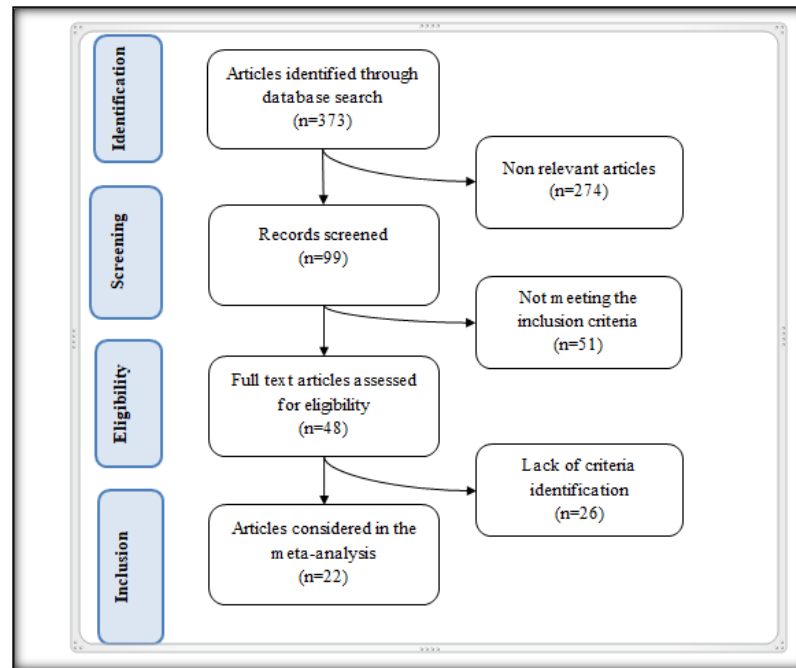 Identification
Articles identified through
database search
(n=373)
Non relevant articles
(n=274)
Screening
Records screened
(n=99)
Not meeting the
inclusion criteria
(n=51)
Eligibility
Full text articles assessed
for eligibility
(n=48)
Lack of criteria
identification
(n=26)
Inclusion
Articles considered in the
meta-analysis
(n=22)